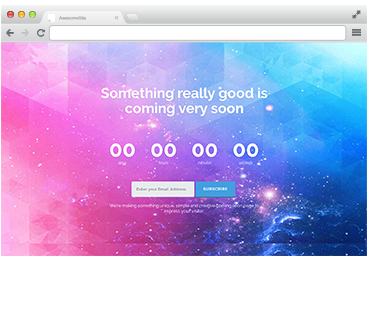 AwesomeSite
Something really good is
coming very soon
00 00 00 00
days hours minutes seconds
Enter your Email Address SUBSCRIBE
We're making something unique, simple and creative coming soon page to
express your vision